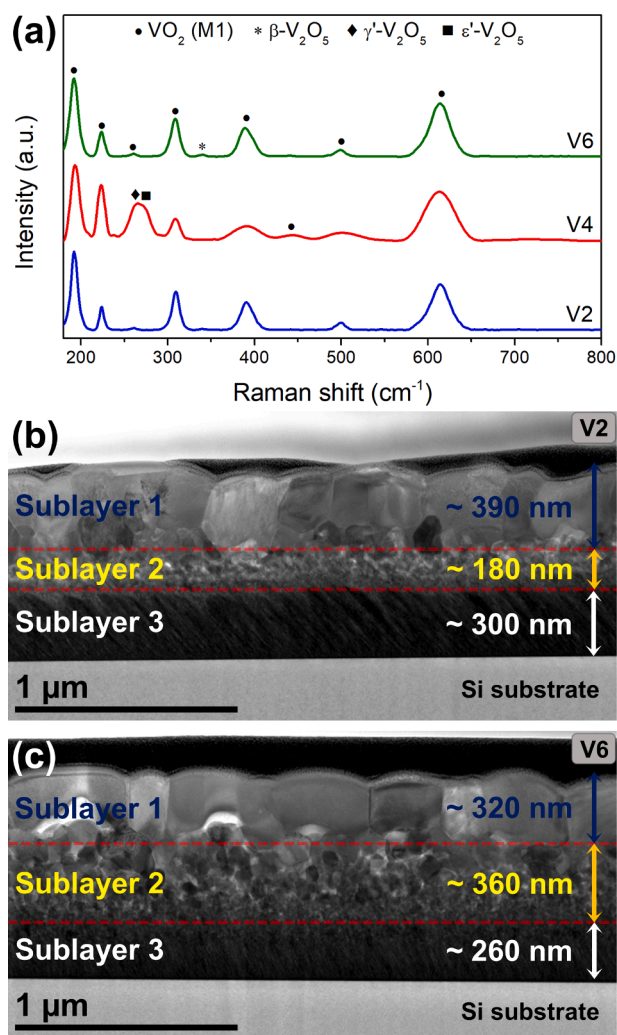 (a)
● VO₂ (M1) * β-V₂O₅ ♦ γ'-V₂O₅ ■ ε'-V₂O₅
Intensity (a.u.)
V6
V4
V2
200 300 400 500 600 700 800
Raman shift (cm⁻¹)
(b)
V2
Sublayer 1 ~ 390 nm
Sublayer 2 ~ 180 nm
Sublayer 3 ~ 300 nm
1 μm Si substrate
(c)
V6
Sublayer 1 ~ 320 nm
Sublayer 2 ~ 360 nm
Sublayer 3 ~ 260 nm
1 μm Si substrate